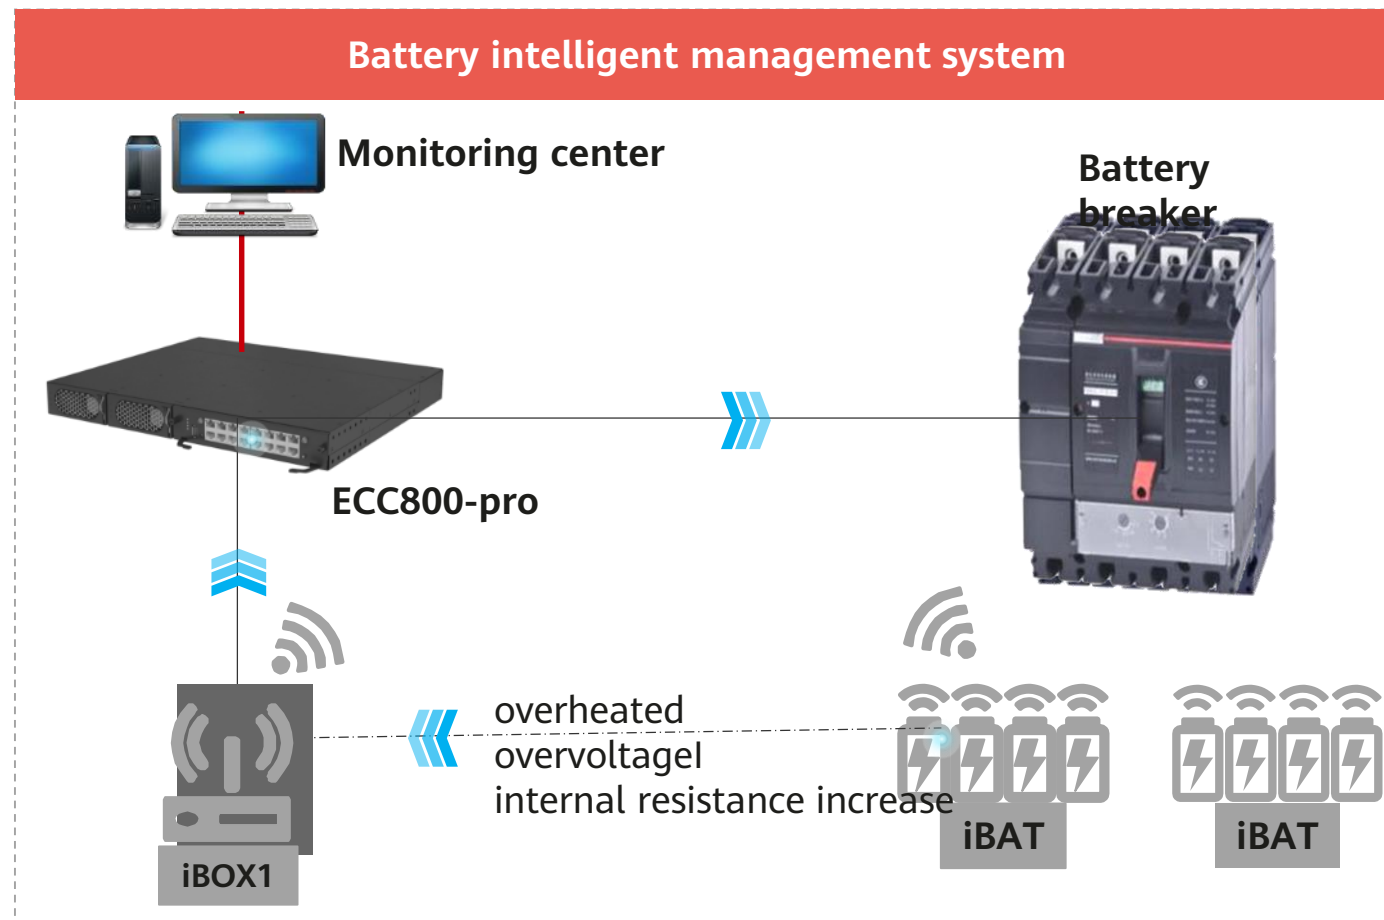 Battery intelligent management system
Monitoring center
Battery
breaker
ECC800-pro
overheated
overvoltagel
internal resistance increase
iBAT
iBAT
iBOX1